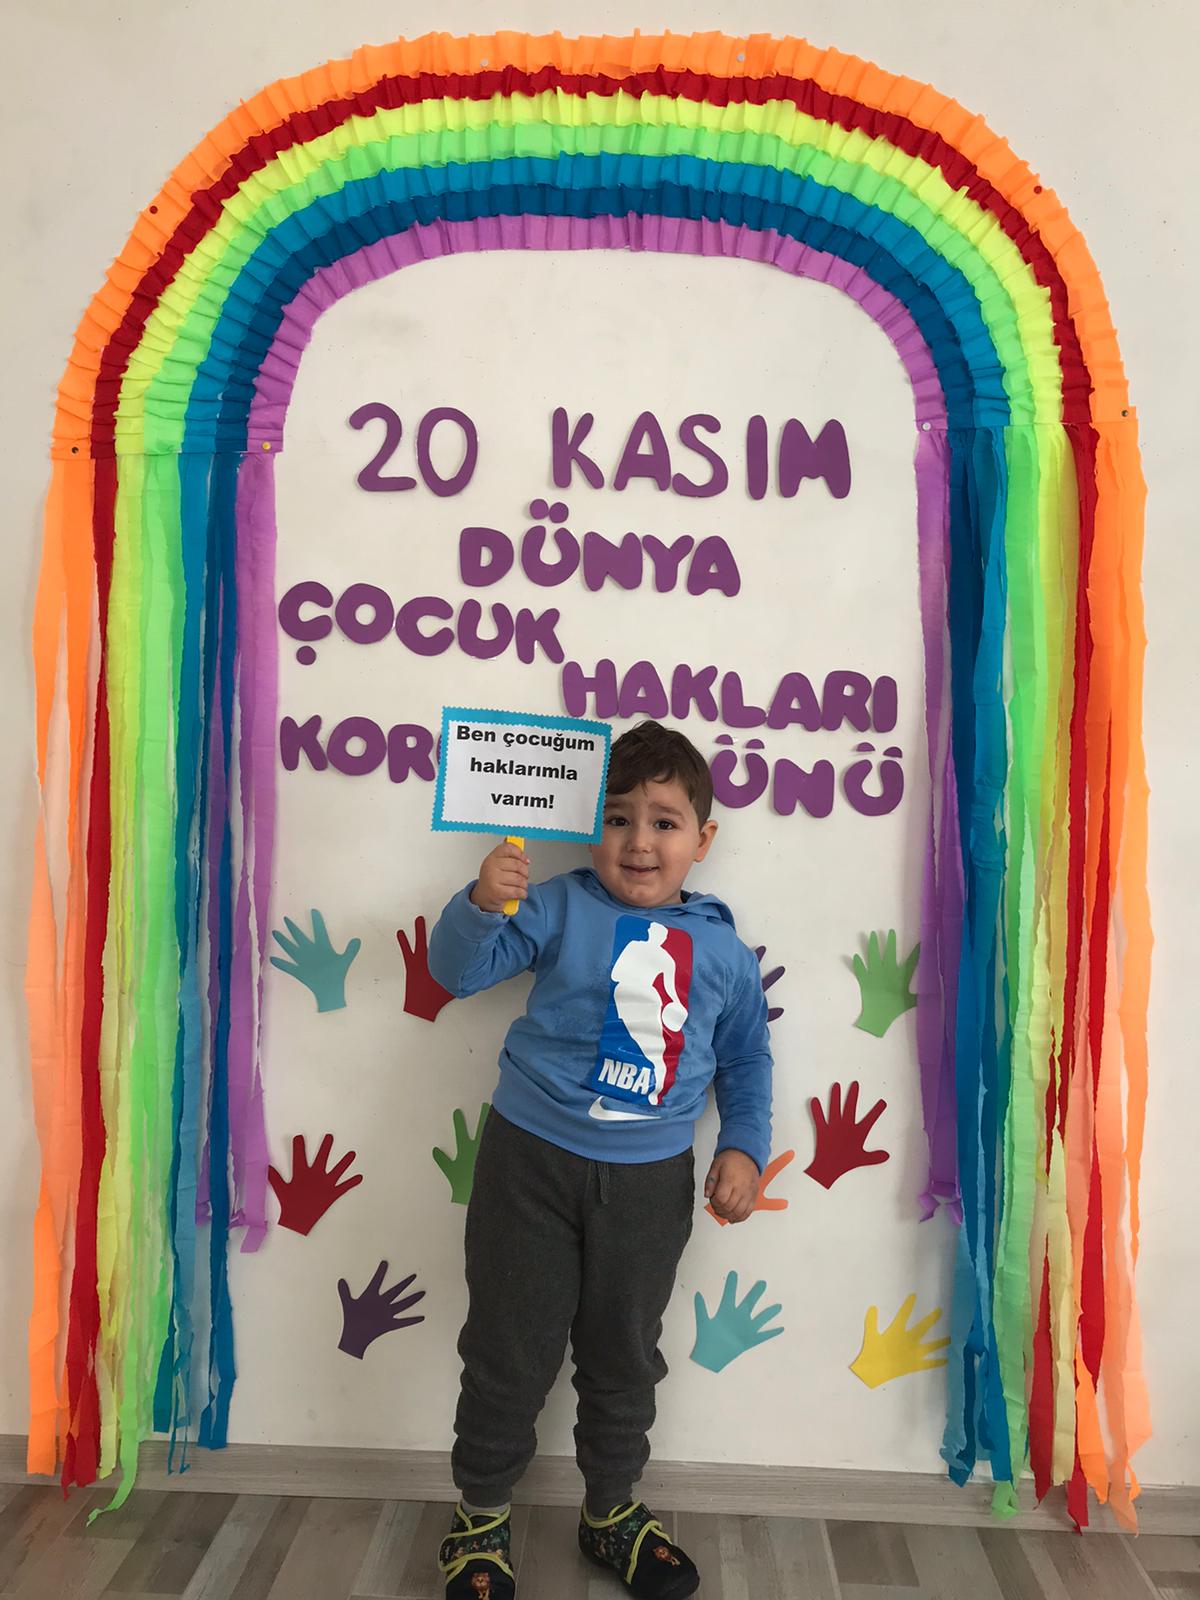 20 KASIM
DÜNYA
ÇOCUK
HAKLARI
Ben çocuğum
haklarımla
varım!
NBA